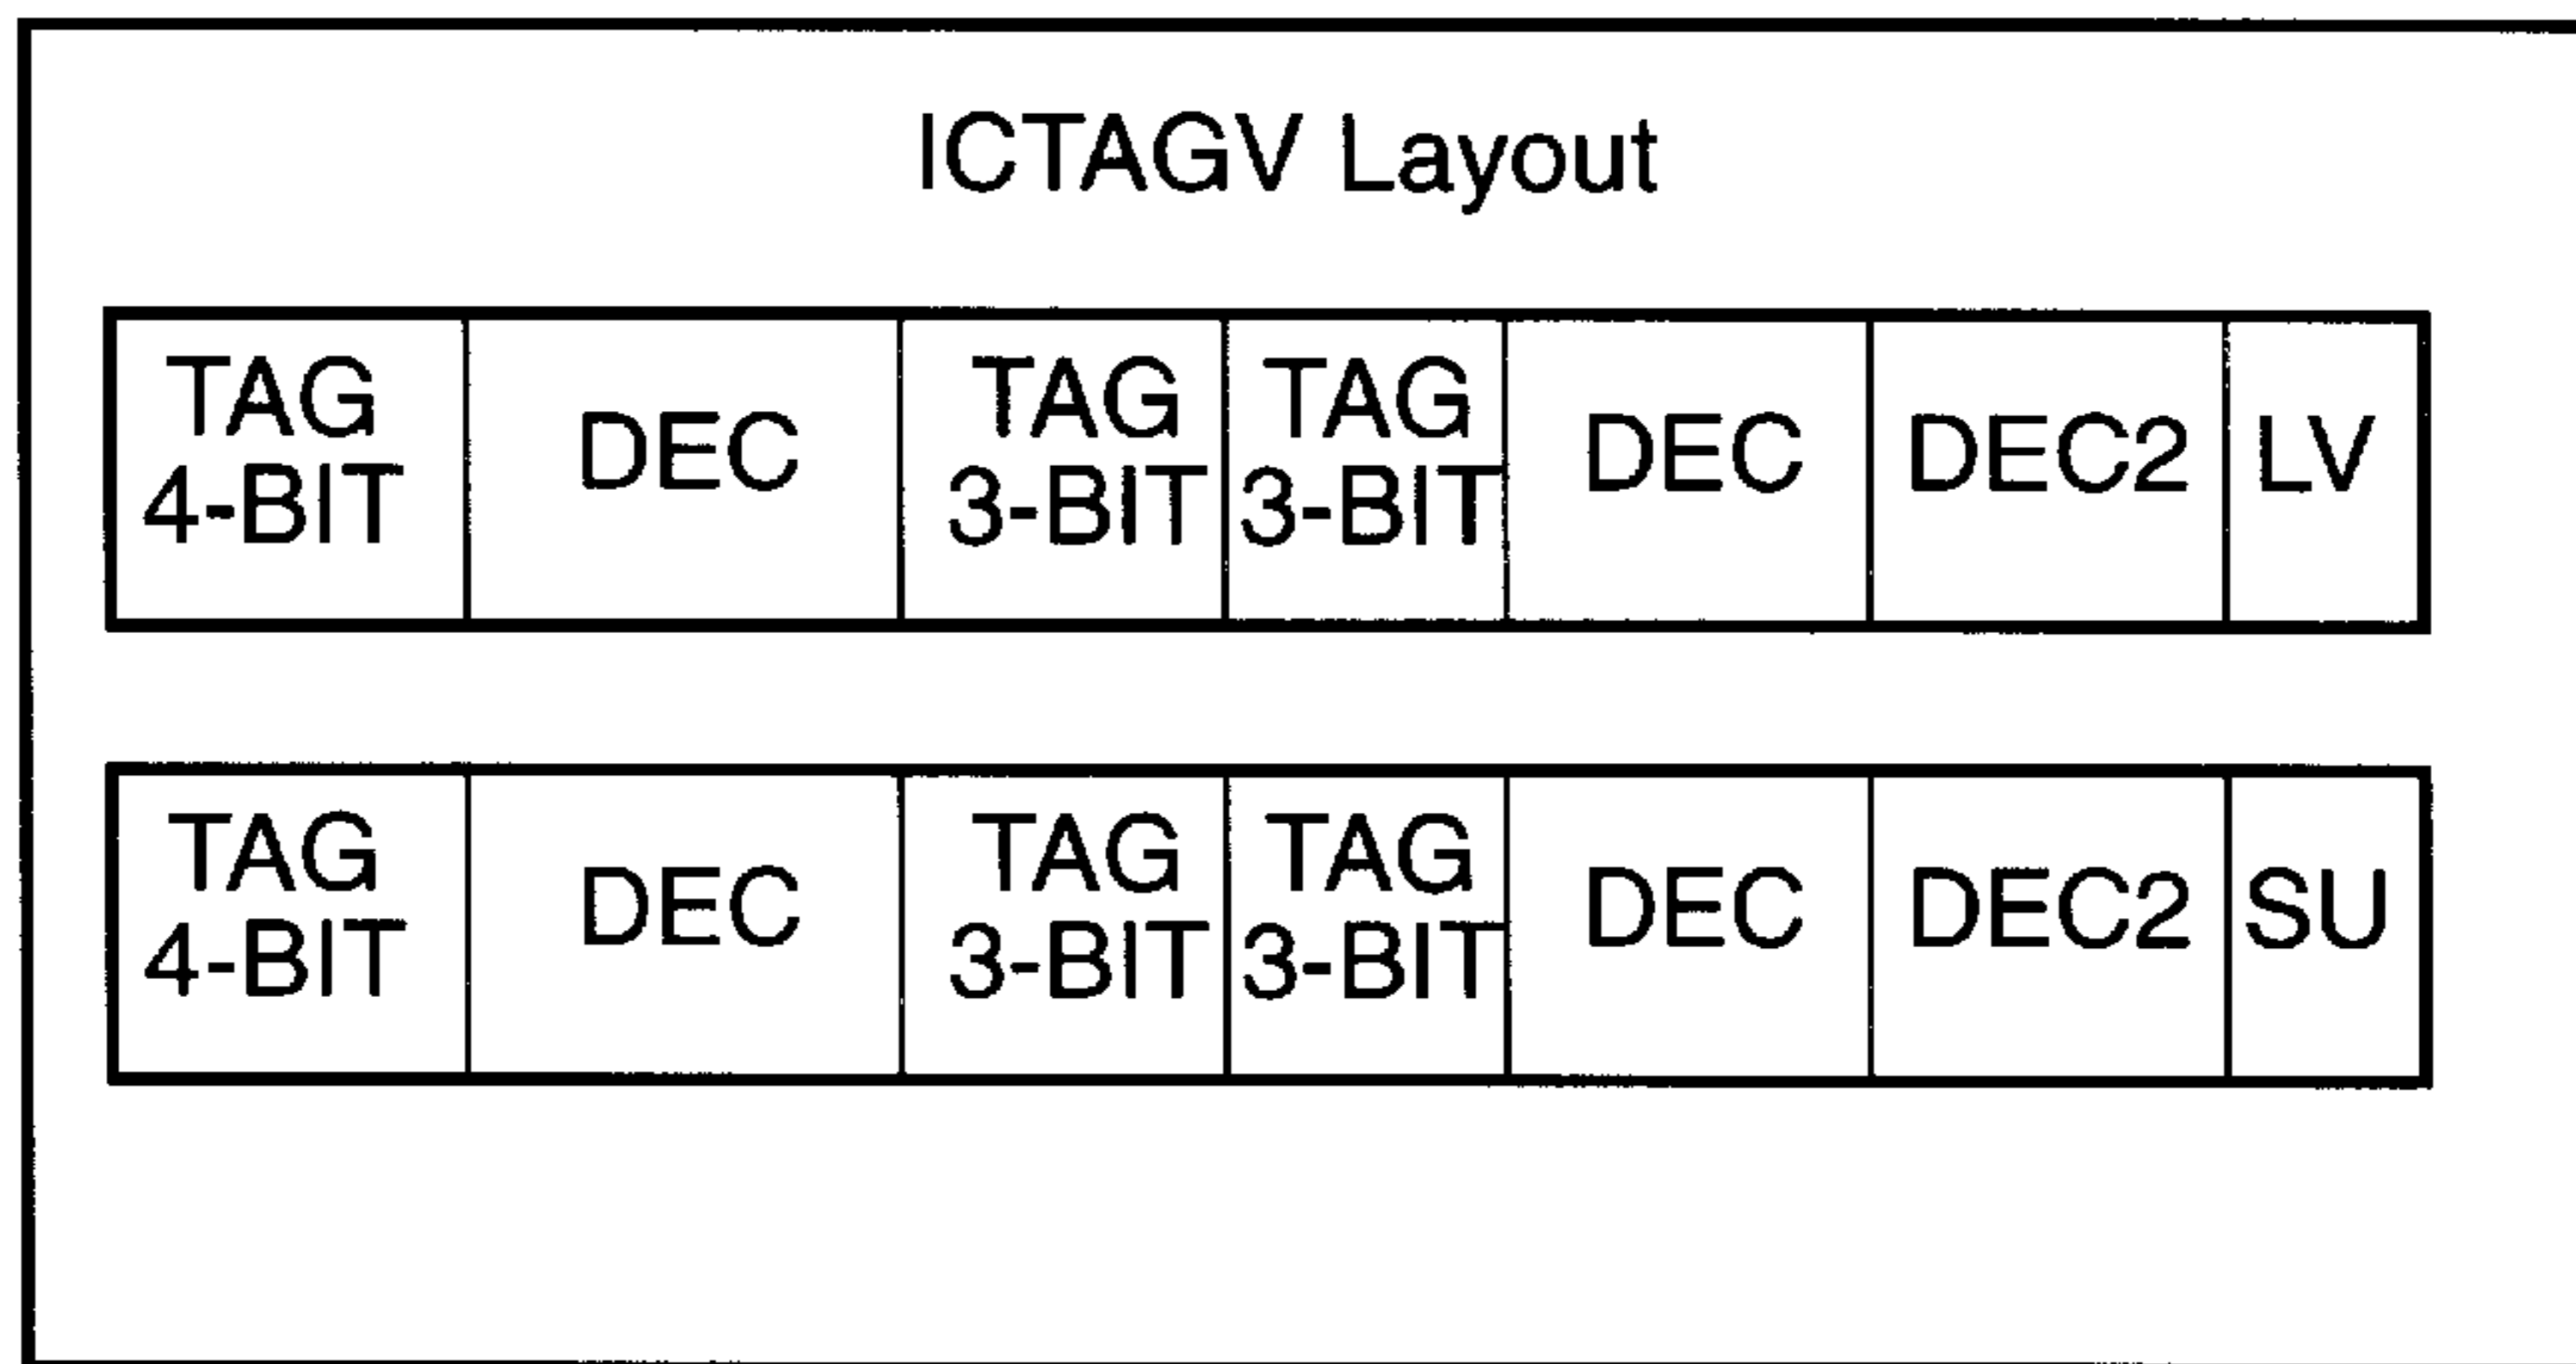 ICTAGV Layout
TAG TAG TAG
4-BIT DEC 3-BIT 3-BIT DEC DEC2 LV
TAG TAG TAG
4-BIT DEC 3-BIT 3-BIT DEC DEC2 SU